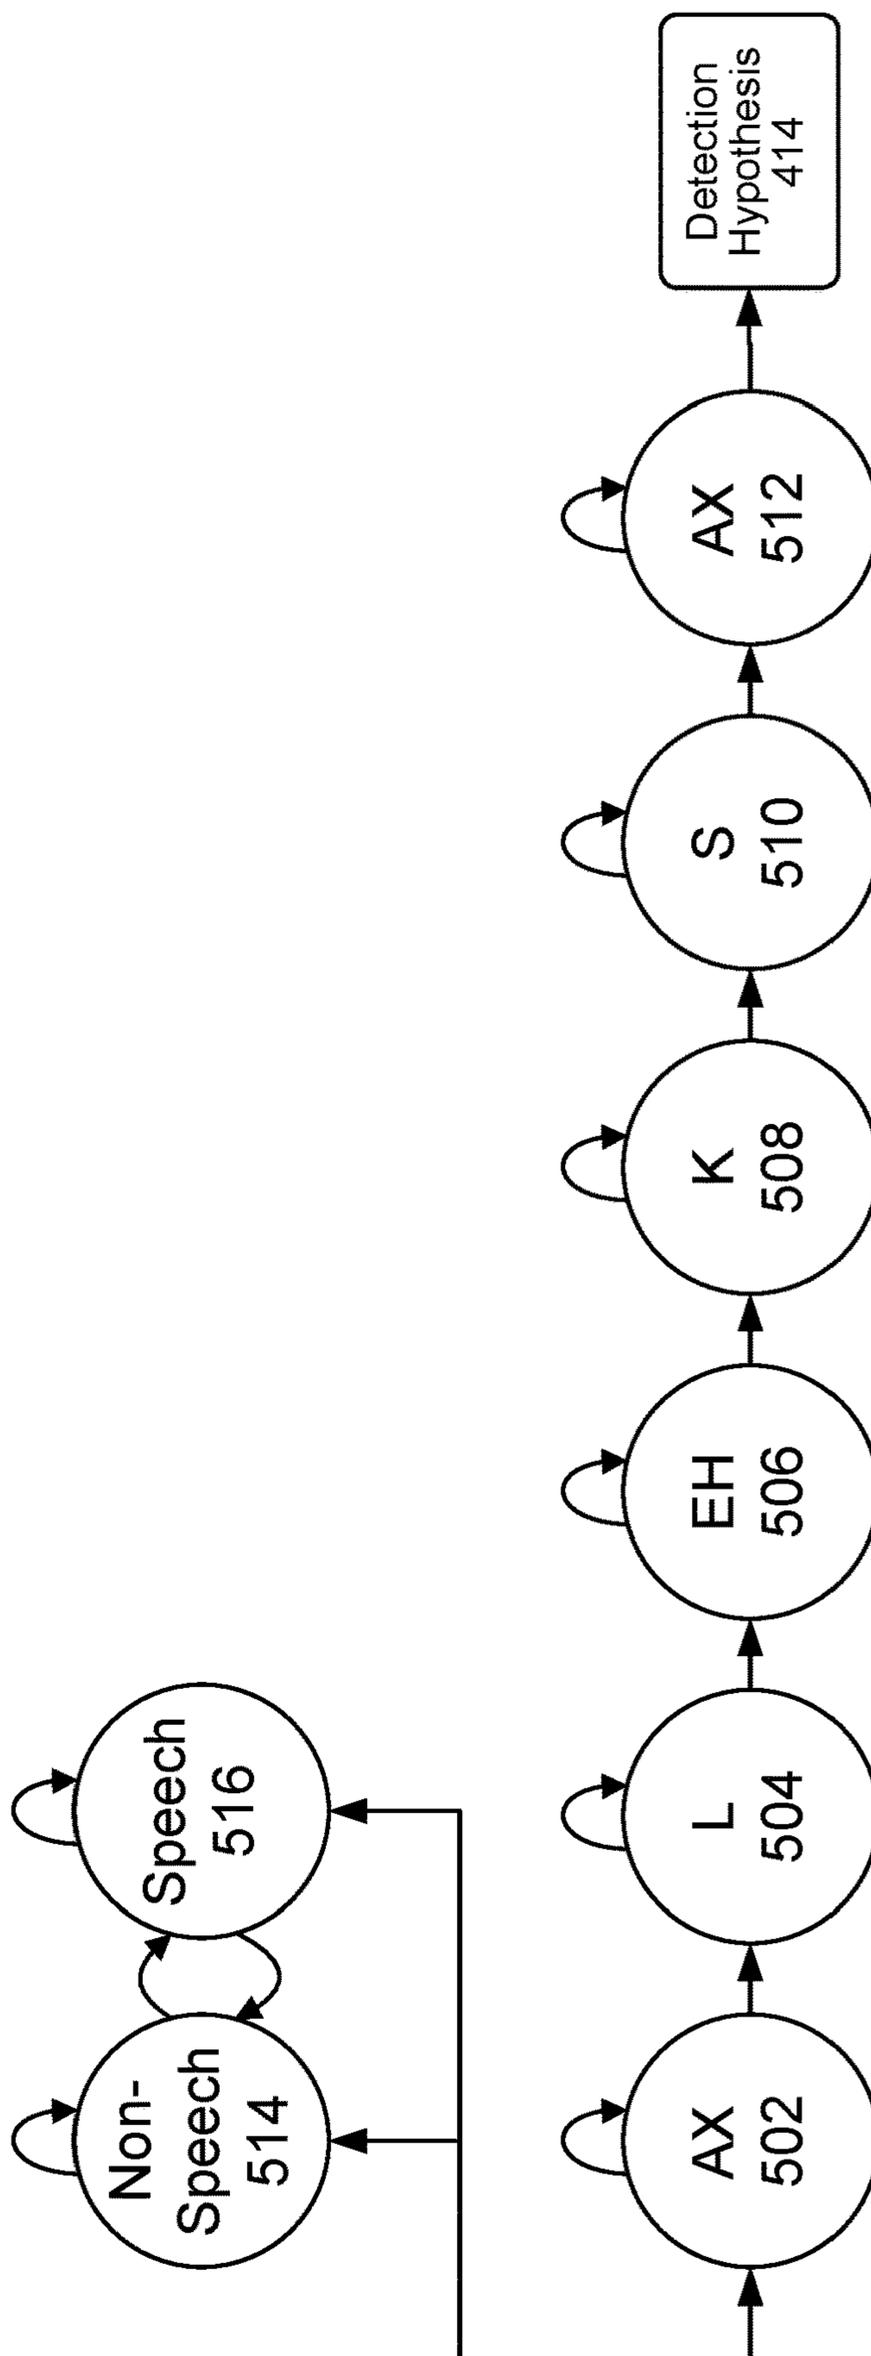 Non-
Speech
514
Speech
516
AX
502
L
504
EH
506
K
508
S
510
AX
512
Detection
Hypothesis
414